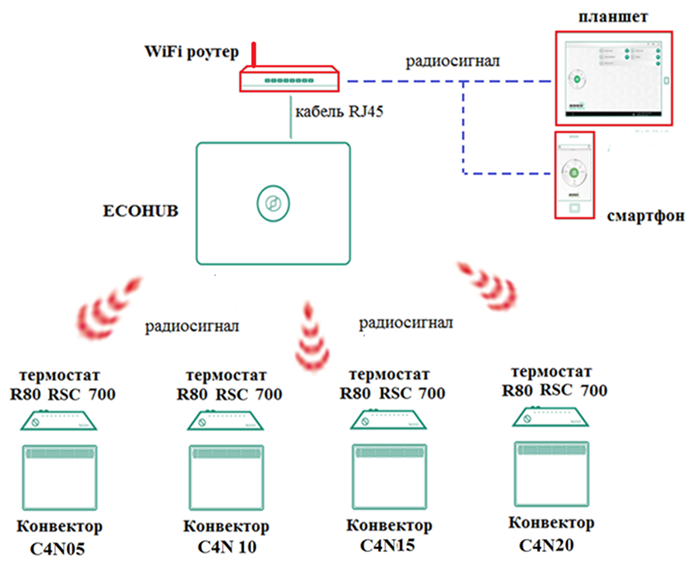 планшет
WiFi роутер
радиосигнал
кабель RJ45
ECOHUB
смартфон
радиосигнал
радиосигнал
термостат
R80 RSC 700
термостат
R80 RSC 700
термостат
R80 RSC 700
термостат
R80 RSC 700
Конвектор
C4N05
Конвектор
C4N 10
Конвектор
C4N15
Конвектор
C4N20